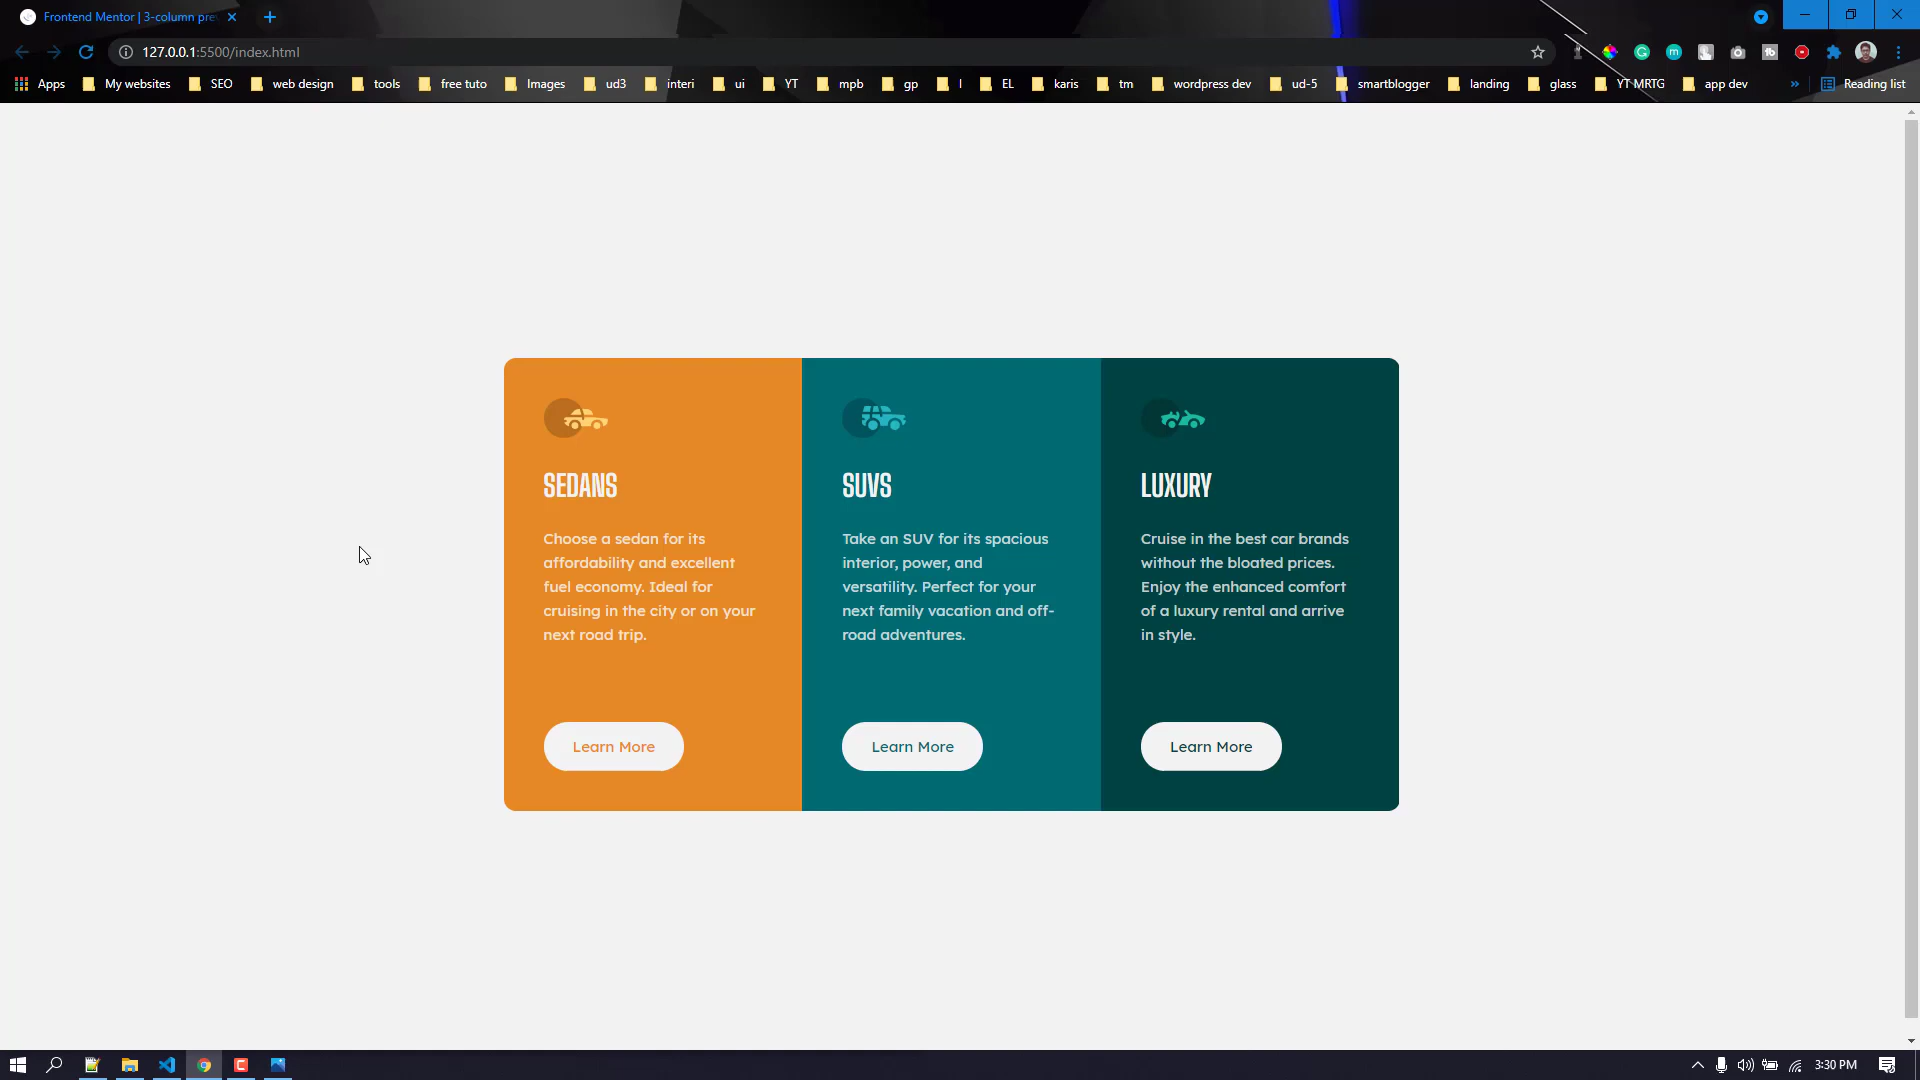 Frontend Mentor | 3-column pre
127.0.0.1:5500/index.html
Apps My websites SEO web design tools free tuto Images ud3 interi ui YT mpb gp l EL karis tm wordpress dev ud-5 smartblogger landing glass YT MRTG app dev » Reading list
SEDANS
Choose a sedan for its
affordability and excellent
fuel economy. Ideal for
cruising in the city or on your
next road trip.
Learn More
SUVS
Take an SUV for its spacious
interior, power, and
versatility. Perfect for your
next family vacation and off-
road adventures.
Learn More
LUXURY
Cruise in the best car brands
without the bloated prices.
Enjoy the enhanced comfort
of a luxury rental and arrive
in style.
Learn More
3:30 PM